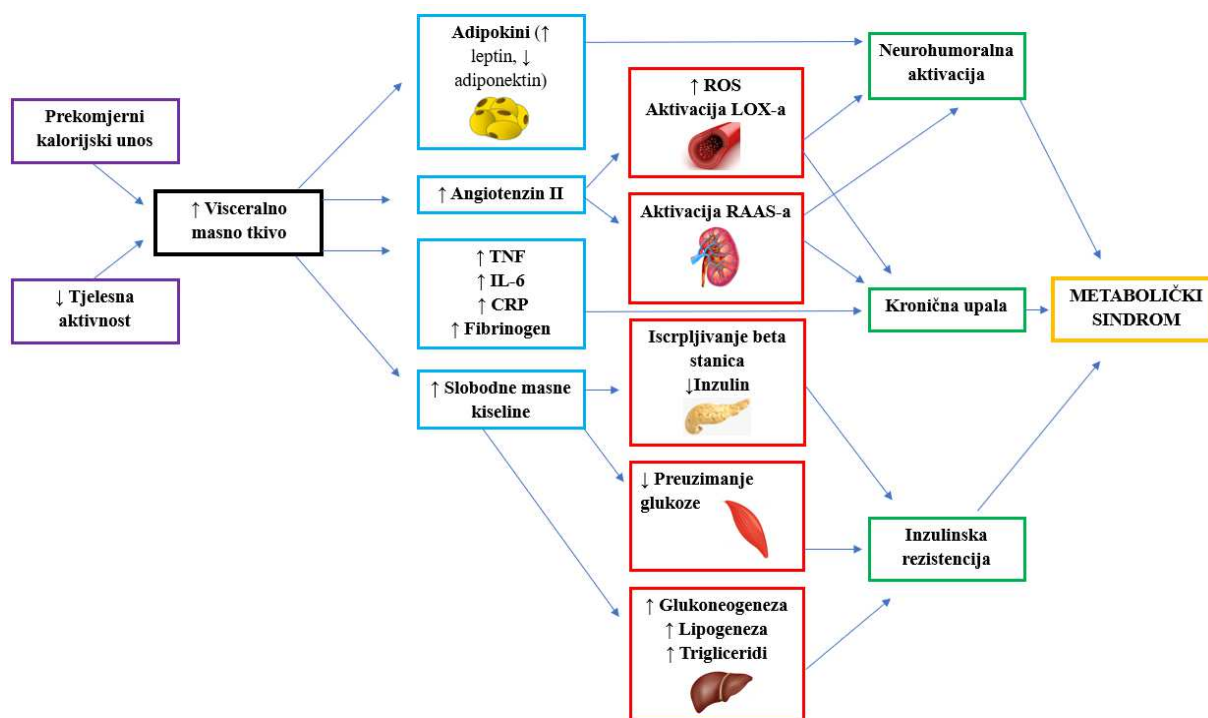 Prekomjerni
kalorijski unos
↓ Tjelesna
aktivnost
↑ Visceralno
masno tkivo
Adipokini (↑
leptin, ↓
adiponektin)
↑ Angiotenzin II
↑ TNF
↑ IL-6
↑ CRP
↑ Fibrinogen
↑ Slobodne masne
kiseline
↑ ROS
Aktivacija LOX-a
Aktivacija RAAS-a
Iscrpljivanje beta
stanica
↓Inzulin
↓ Preuzimanje
glukoze
↑ Glukoneogeneza
↑ Lipogeneza
↑ Trigliceridi
Neurohumoralna
aktivacija
Kronična upala
Inzulinska
rezistencija
METABOLIČKI
SINDROM